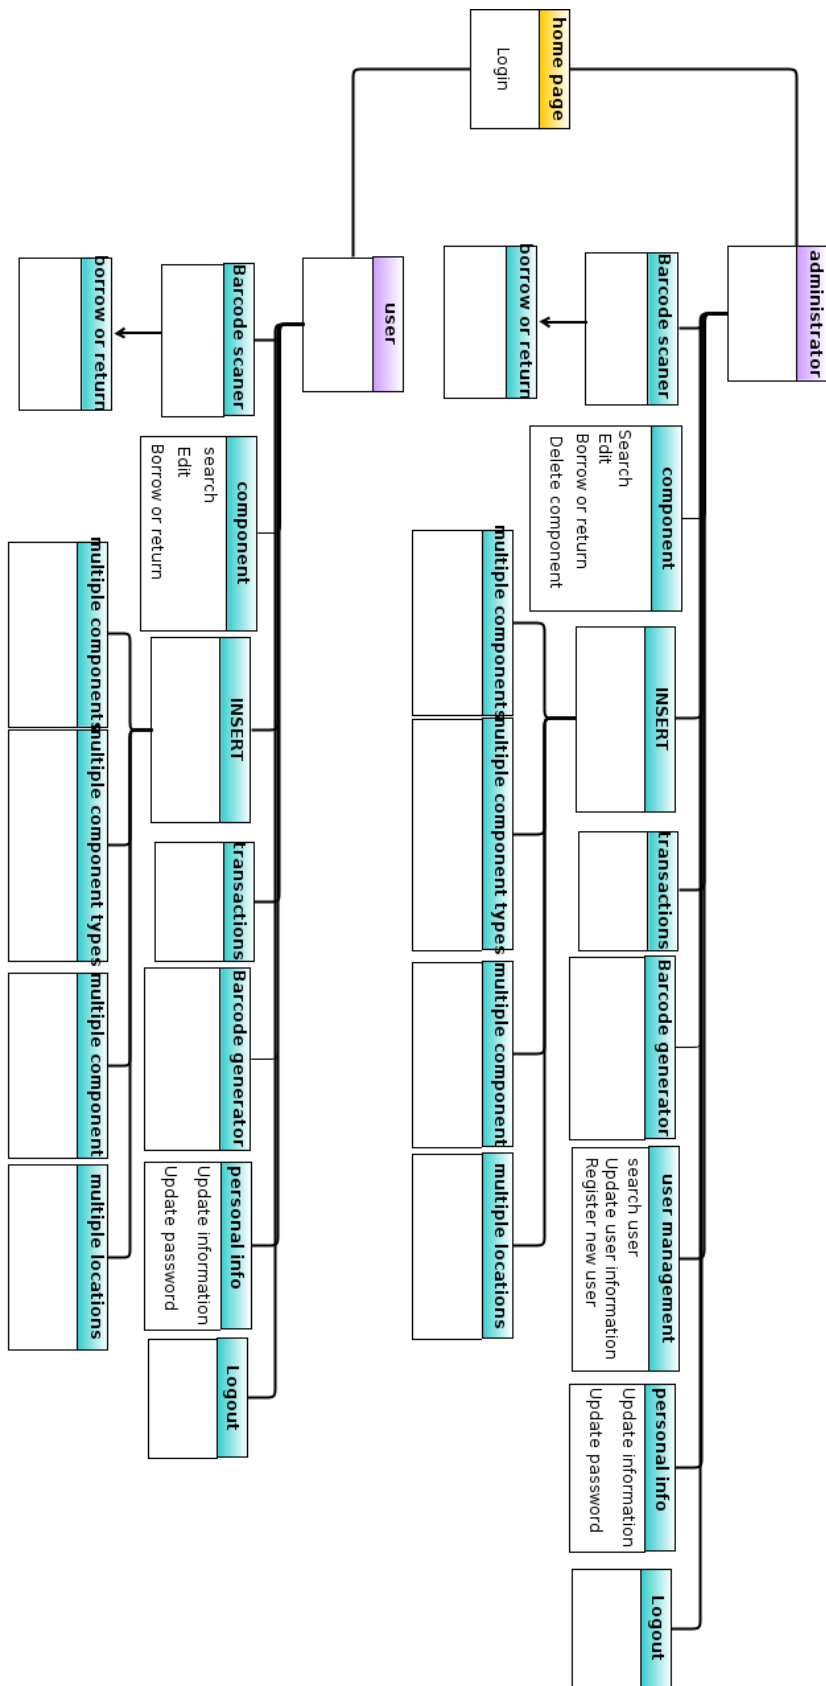 home page
Login
administrator
Barcode scaner
borrow or return
component
Search
Edit
Borrow or return
Delete component
INSERT
multiple components
multiple component types
multiple component
multiple locations
transactions
Barcode generator
user management
search user
Update user information
Register new user
personal info
Update information
Update password
Logout
user
Barcode scaner
borrow or return
component
search
Edit
Borrow or return
INSERT
multiple components
multiple component types
multiple component
multiple locations
transactions
Barcode generator
personal info
Update information
Update password
Logout